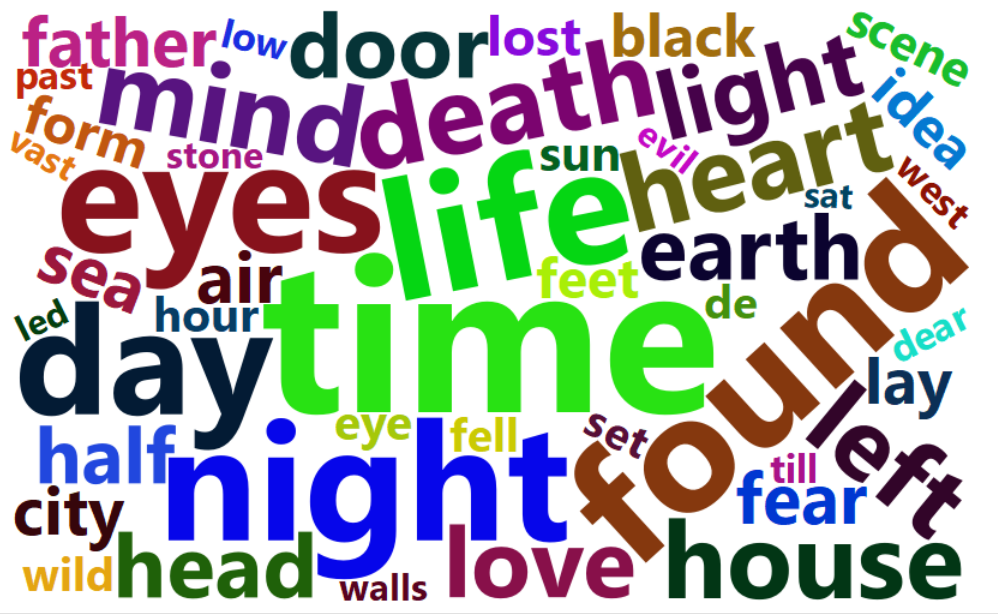 father low door lost black scene
past mind death light idea
form vast stone sun evil heart
eyes life sat west
sea air earth found
led hour time feet de dear
day lay
half night eye fell set left
city till fear
wild head walls love house